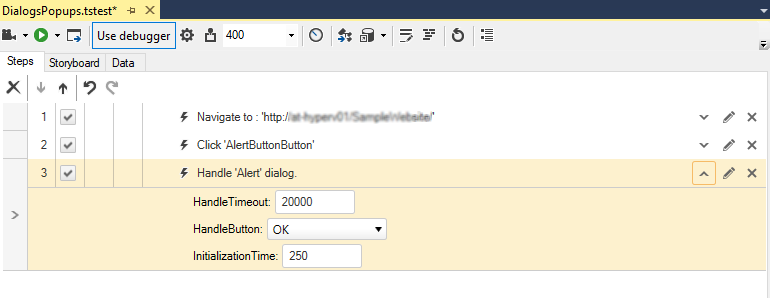 DialogsPopups.tstest*
Use debugger 400
Steps Storyboard Data
1 Navigate to : 'http:// /'
2 Click 'AlertButtonButton'
3 Handle 'Alert' dialog.
HandleTimeout: 20000
HandleButton: OK
InitializationTime: 250